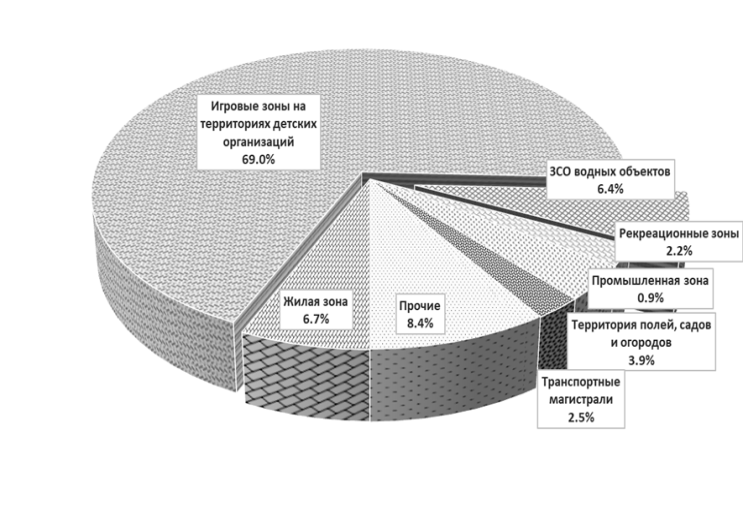 Игровые зоны на
территориях детских
организаций
69.0%
ЗСО водных объектов
6.4%
Рекреационные зоны
2.2%
Промышленная зона
0.9%
Территория полей, садов
и огородов
3.9%
Транспортные
магистрали
2.5%
Прочие
8.4%
Жилая зона
6.7%